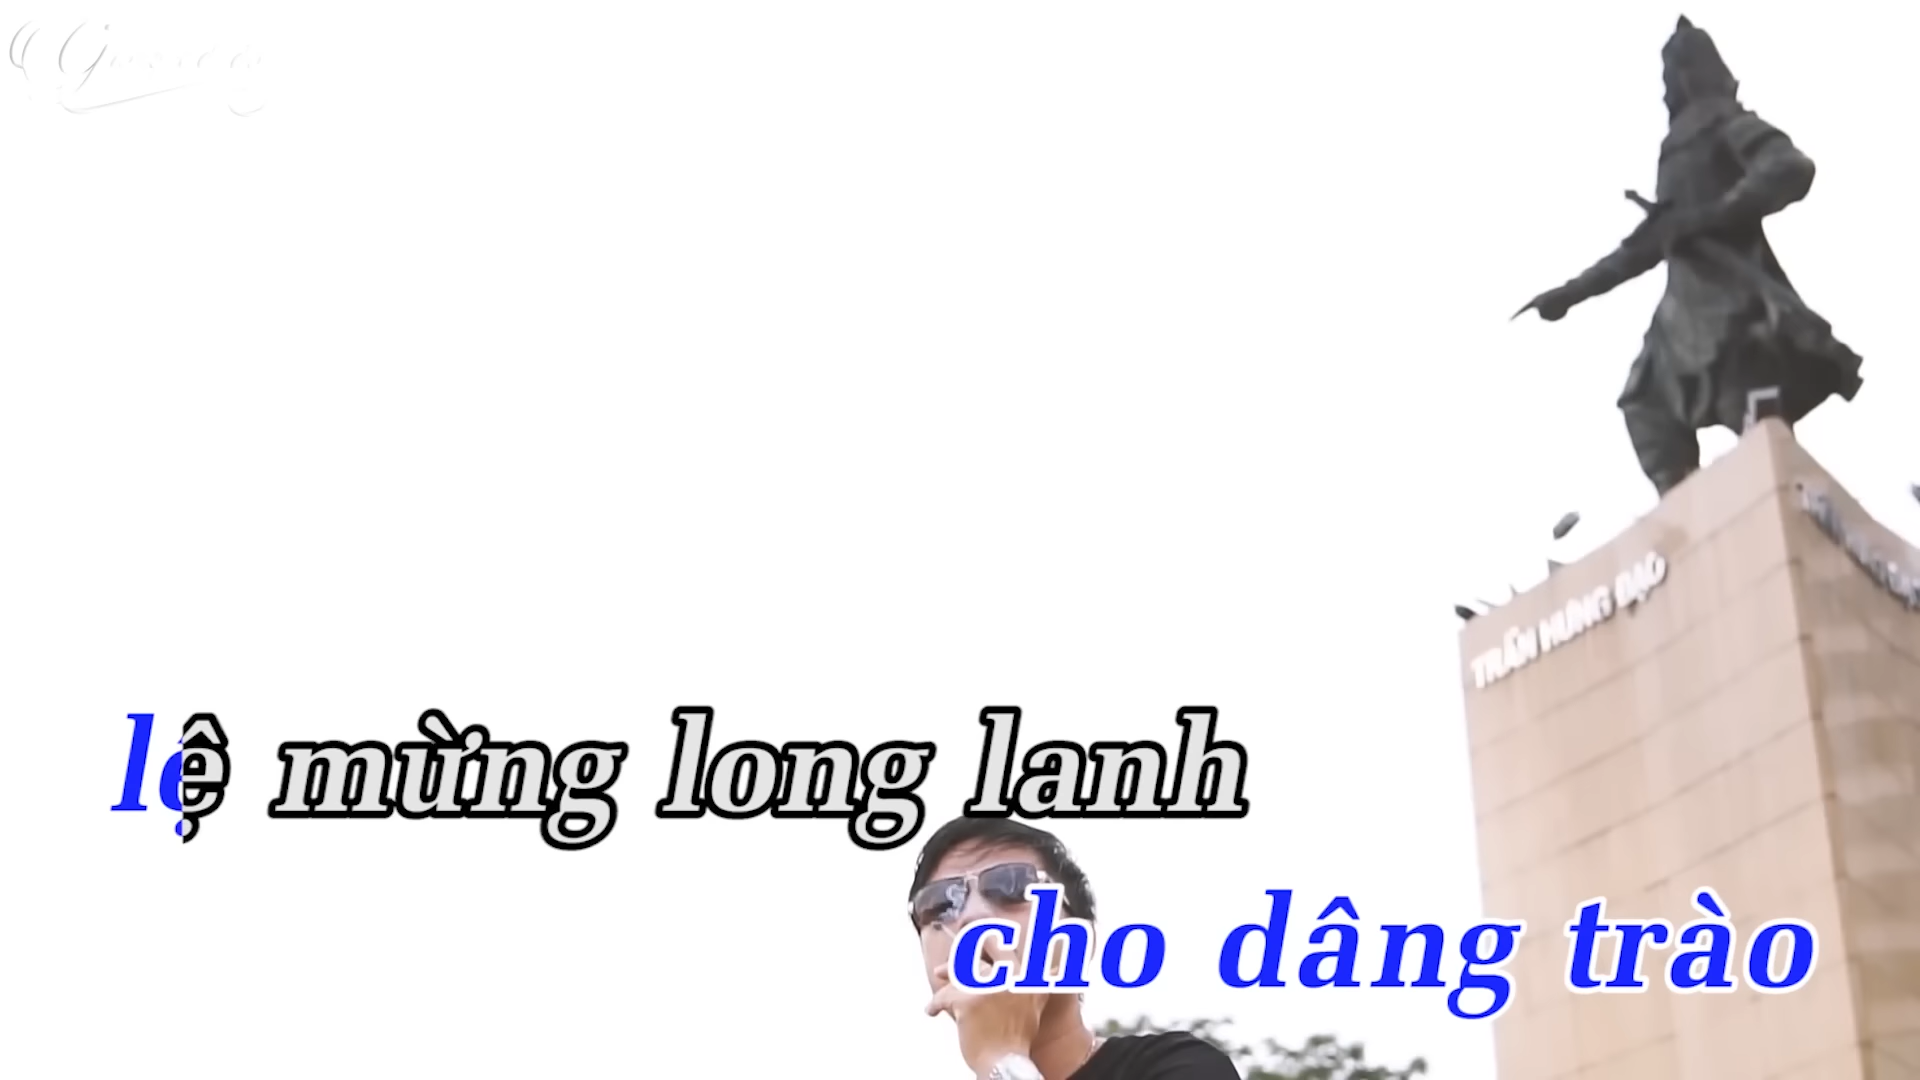 TRẦN HƯNG ĐẠO
lệ mừng long lanh
cho dâng trào